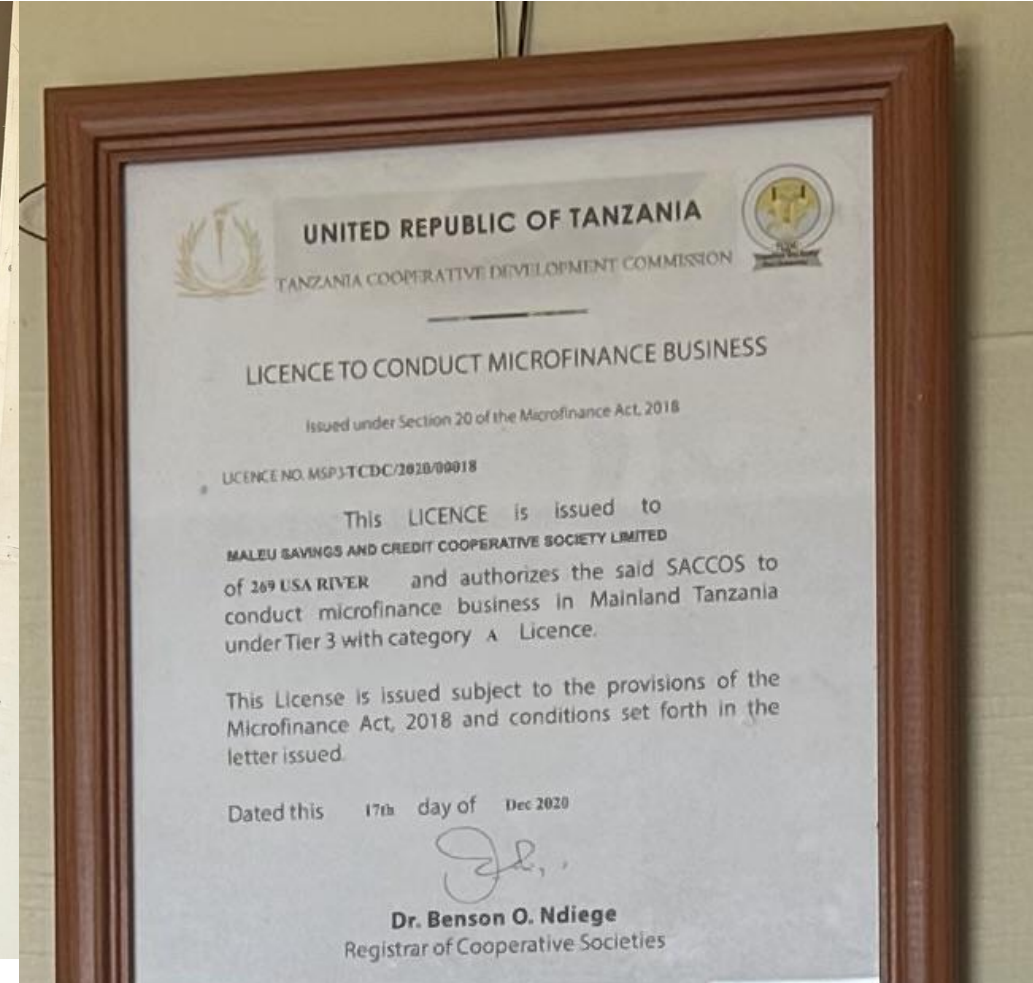 UNITED REPUBLIC OF TANZANIA
TANZANIA COOPERATIVE DEVELOPMENT COMMISSION
LICENCE TO CONDUCT MICROFINANCE BUSINESS
Issued under Section 20 of the Microfinance Act, 2018
LICENCE NO. MSP3-TCDC/2020/00018
This LICENCE is issued to
MALEU SAVINGS AND CREDIT COOPERATIVE SOCIETY LIMITED
of 269 USA RIVER and authorizes the said SACCOS to
conduct microfinance business in Mainland Tanzania
under Tier 3 with category A Licence.
This License is issued subject to the provisions of the
Microfinance Act, 2018 and conditions set forth in the
letter issued.
Dated this 17th day of Dec 2020
Dr. Benson O. Ndiege
Registrar of Cooperative Societies